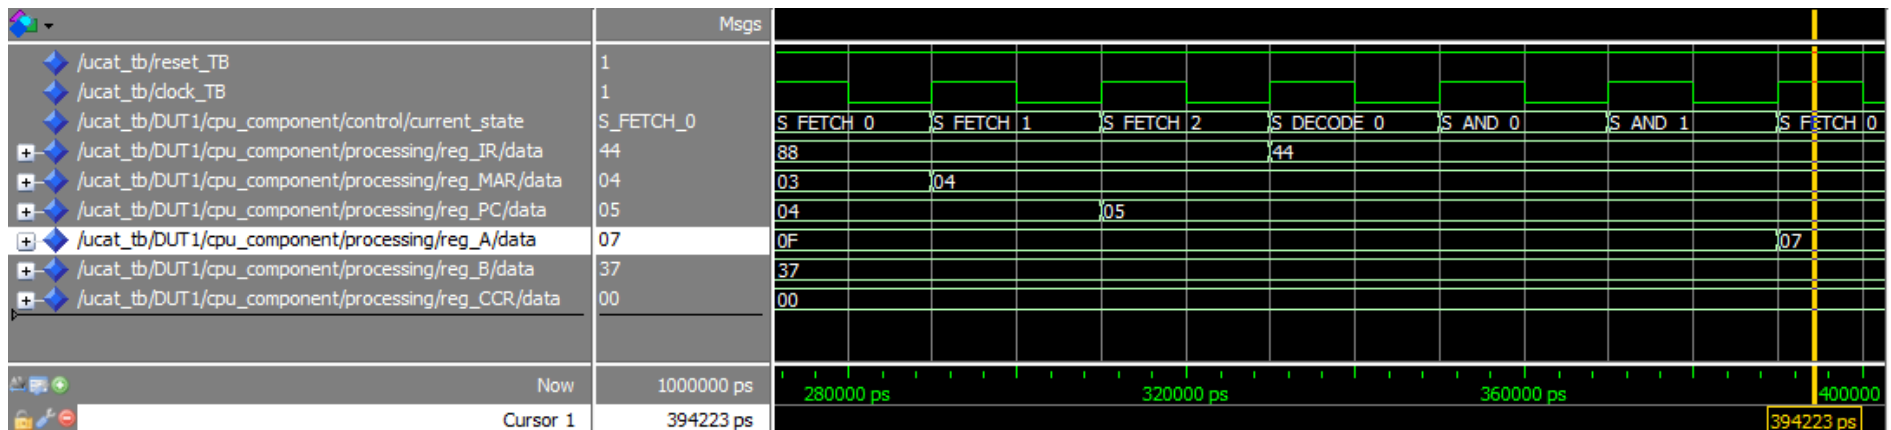 Msgs
/ucat_tb/reset_TB 1
/ucat_tb/clock_TB 1
/ucat_tb/DUT1/cpu_component/control/current_state S_FETCH_0 S_FETCH_0 S_FETCH_1 S_FETCH_2 S_DECODE_0 S_AND_0 S_AND_1 S_FETCH_0
/ucat_tb/DUT1/cpu_component/processing/reg_IR/data 44 88 44
/ucat_tb/DUT1/cpu_component/processing/reg_MAR/data 04 03 04
/ucat_tb/DUT1/cpu_component/processing/reg_PC/data 05 04 05
/ucat_tb/DUT1/cpu_component/processing/reg_A/data 07 0F 07
/ucat_tb/DUT1/cpu_component/processing/reg_B/data 37 37
/ucat_tb/DUT1/cpu_component/processing/reg_CCR/data 00 00
Now 1000000 ps 280000 ps 320000 ps 360000 ps 400000
Cursor 1 394223 ps 394223 ps